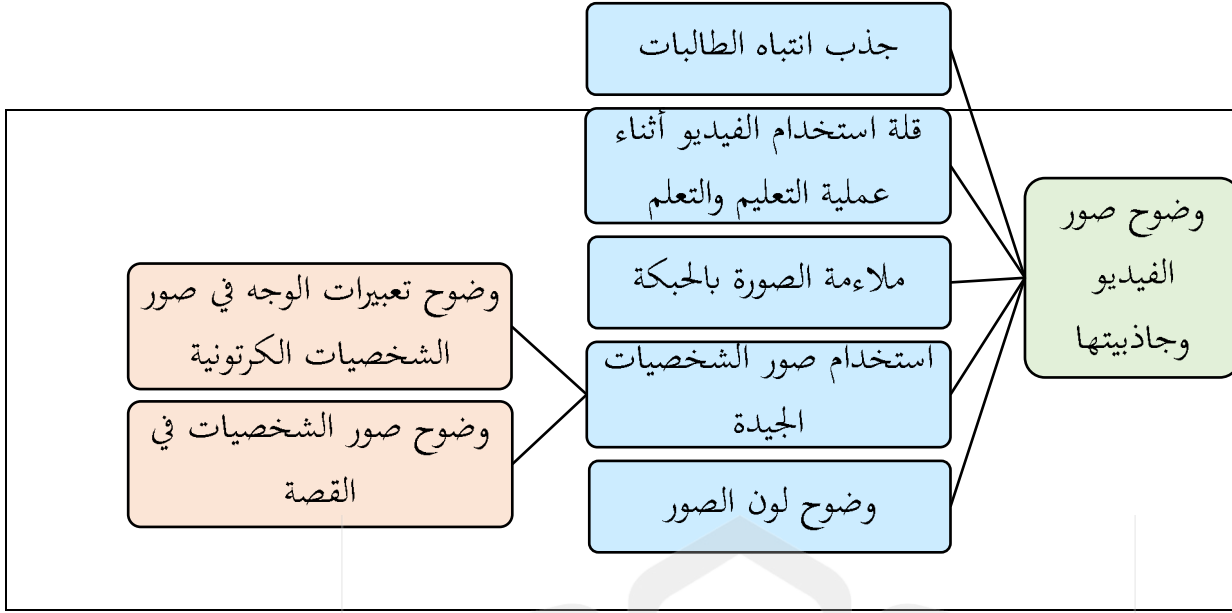 وضوح صور
الفيديو
وجاذبيتها
جذب انتباه الطالبات
قلة استخدام الفيديو أثناء
عملية التعليم والتعلم
ملاءمة الصورة بالحبكة
استخدام صور الشخصيات
الجيدة
وضوح لون الصور
وضوح تعبيرات الوجه في صور
الشخصيات الكرتونية
وضوح صور الشخصيات في
القصة